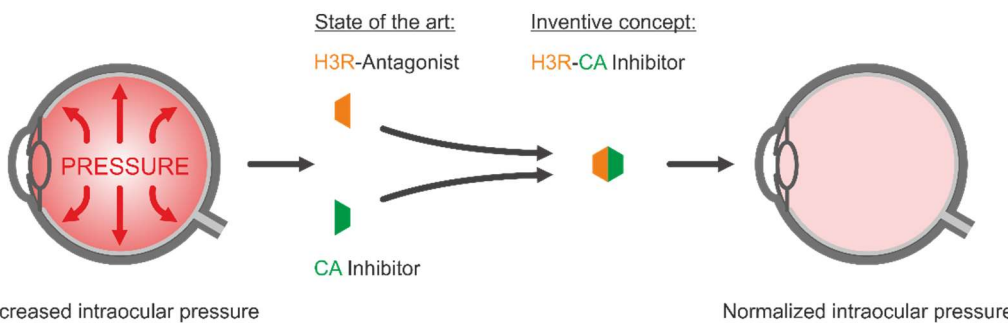 State of the art:
Inventive concept:
H3R-Antagonist
H3R-CA Inhibitor
PRESSURE
CA Inhibitor
creased intraocular pressure
Normalized intraocular pressure